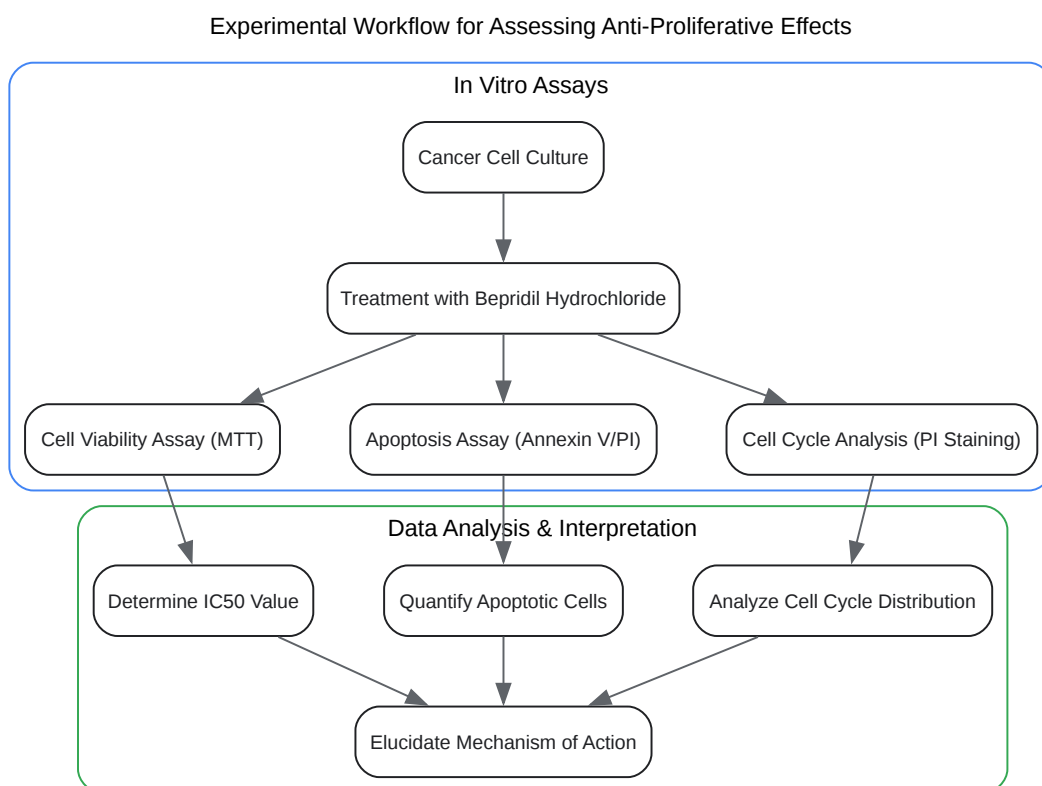 Experimental Workflow for Assessing Anti-Proliferative Effects
In Vitro Assays
Cancer Cell Culture
Treatment with Bepridil Hydrochloride
Cell Viability Assay (MTT)
Apoptosis Assay (Annexin V/PI)
Cell Cycle Analysis (PI Staining)
Data Analysis & Interpretation
Determine IC50 Value
Quantify Apoptotic Cells
Analyze Cell Cycle Distribution
Elucidate Mechanism of Action